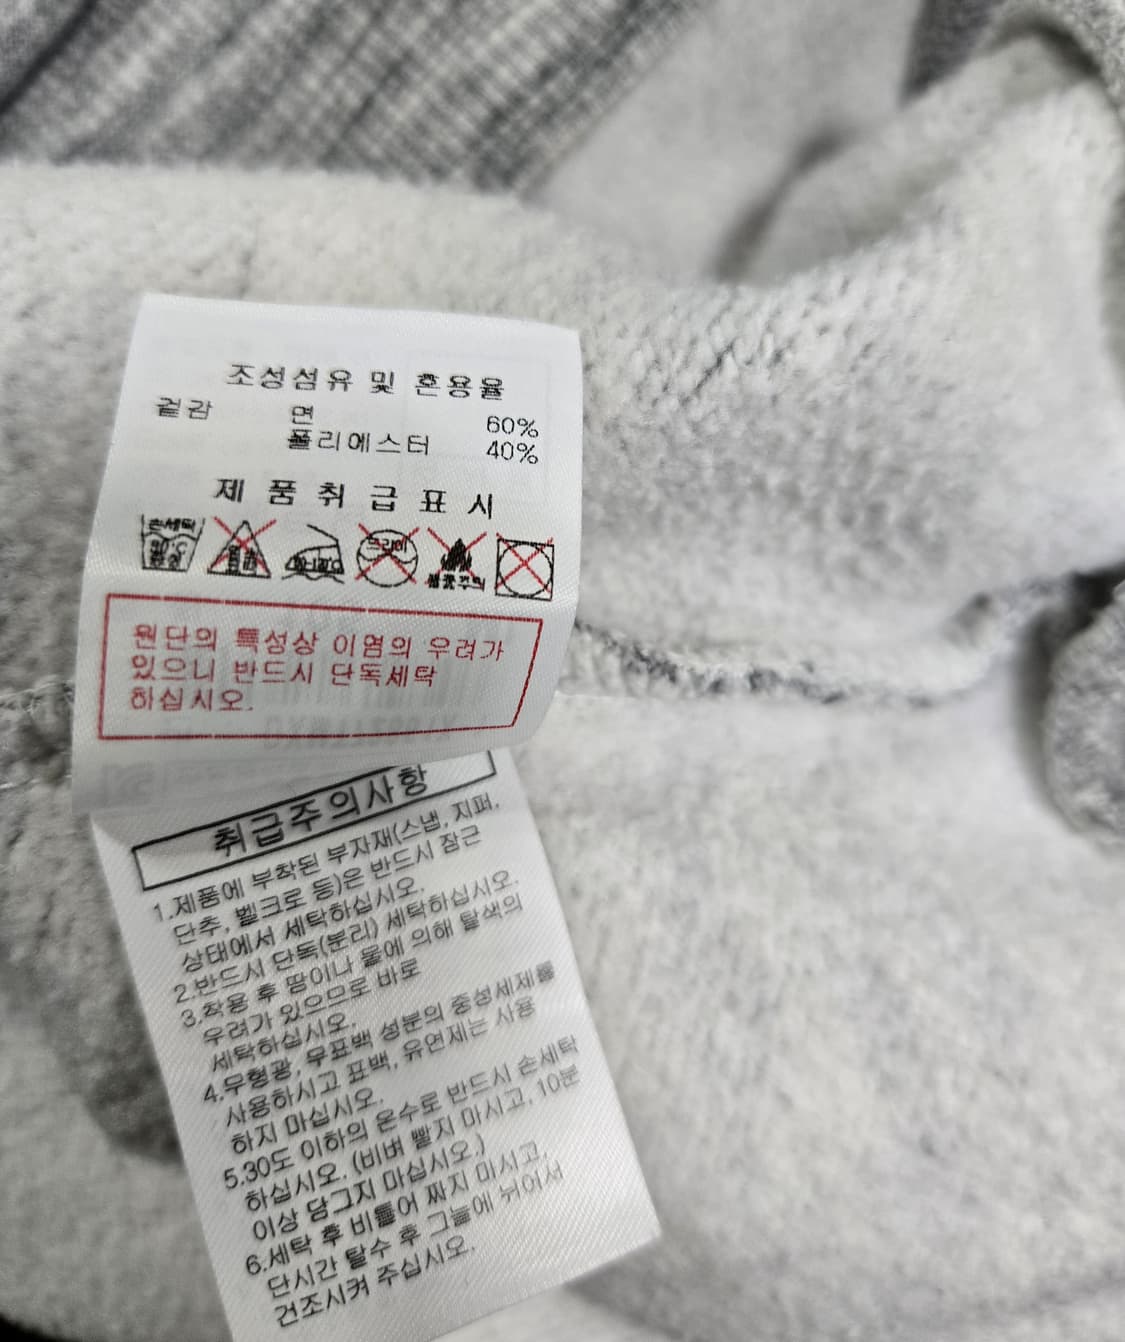 조성섬유 및 혼용율
겉감 면 60%
폴리에스터 40%
제품취급표시
손세탁
드라이
원단의 특성상 이염의 우려가
있으니 반드시 단독세탁
하십시오.
취급주의사항
1.제품에 부착된 부자재(스냅, 지퍼,
단추, 벨크로 등)은 반드시 잠근
상태에서 세탁하십시오.
2.반드시 단독(분리) 세탁하십시오.
3.착용 후 땀이나 물에 의해 탈색의
우려가 있으므로 바로
세탁하십시오.
4.무형광, 무표백 성분의 중성세제를
사용하시고 표백, 유연제는 사용
하지 마십시오.
5.30도 이하의 온수로 반드시 손세탁
하십시오. (비벼 빨지 마시고, 10분
이상 담그지 마십시오.)
6.세탁 후 비틀어 짜지 마시고,
단시간 탈수 후 그늘에 뉘어서
건조시켜 주십시오.